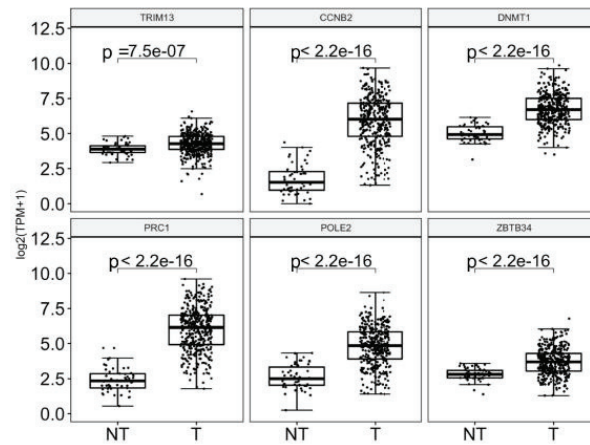 TRIM13 CCNB2 DNMT1
p =7.5e-07 p< 2.2e-16 p< 2.2e-16
12.5
10.0
7.5
5.0
2.5
0.0
log2(TPM+1)
PRC1 POLE2 ZBTB34
p< 2.2e-16 p< 2.2e-16 p< 2.2e-16
12.5
10.0
7.5
5.0
2.5
0.0
NT T NT T NT T